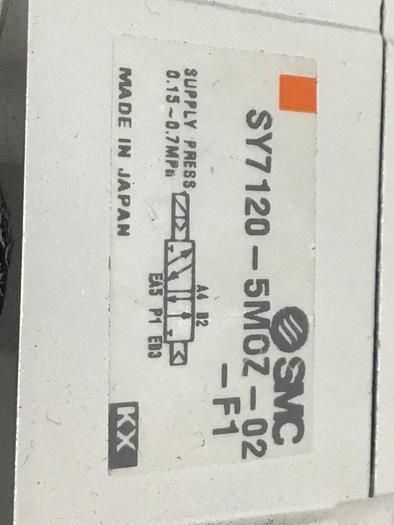 SMC
SY7120-5MOZ-02
-F1
A4 B2
EA5 P1 EB3
SUPPLY PRESS
0.15~0.7MPa
MADE IN JAPAN
KX